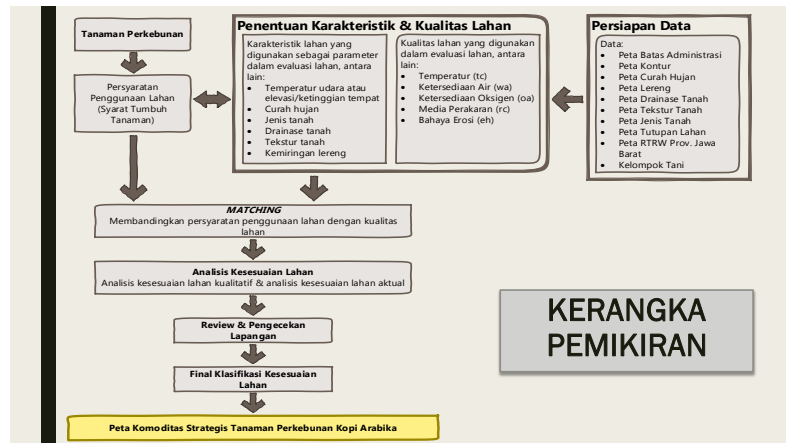 Tanaman Perkebunan
Persyaratan
Penggunaan Lahan
(Syarat Tumbuh
Tanaman)
Penentuan Karakteristik & Kualitas Lahan
Karakteristik lahan yang
digunakan sebagai parameter
dalam evaluasi lahan, antara
lain:
• Temperatur udara atau
elevasi/ketinggian tempat
• Curah hujan
• Jenis tanah
• Drainase tanah
• Tekstur tanah
• Kemiringan lereng
Kualitas lahan yang digunakan
dalam evaluasi lahan, antara
lain:
• Temperatur (tc)
• Ketersediaan Air (wa)
• Ketersediaan Oksigen (oa)
• Media Perakaran (rc)
• Bahaya Erosi (eh)
Persiapan Data
Data:
• Peta Batas Administrasi
• Peta Kontur
• Peta Curah Hujan
• Peta Lereng
• Peta Drainase Tanah
• Peta Tekstur Tanah
• Peta Jenis Tanah
• Peta Tutupan Lahan
• Peta RTRW Prov. Jawa
Barat
• Kelompok Tani
MATCHING
Membandingkan persyaratan penggunaan lahan dengan kualitas
lahan
Analisis Kesesuaian Lahan
Analisis kesesuaian lahan kualitatif & analisis kesesuaian lahan aktual
Review & Pengecekan
Lapangan
Final Klasifikasi Kesesuaian
Lahan
Peta Komoditas Strategis Tanaman Perkebunan Kopi Arabika
KERANGKA
PEMIKIRAN